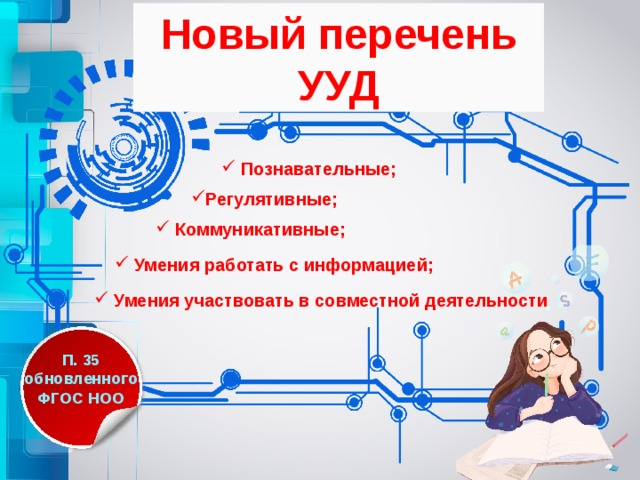 Новый перечень
УУД
Познавательные;
Регулятивные;
Коммуникативные;
Умения работать с информацией;
Умения участвовать в совместной деятельности
П. 35
обновленного
ФГОС НОО
A
E
S
a
P